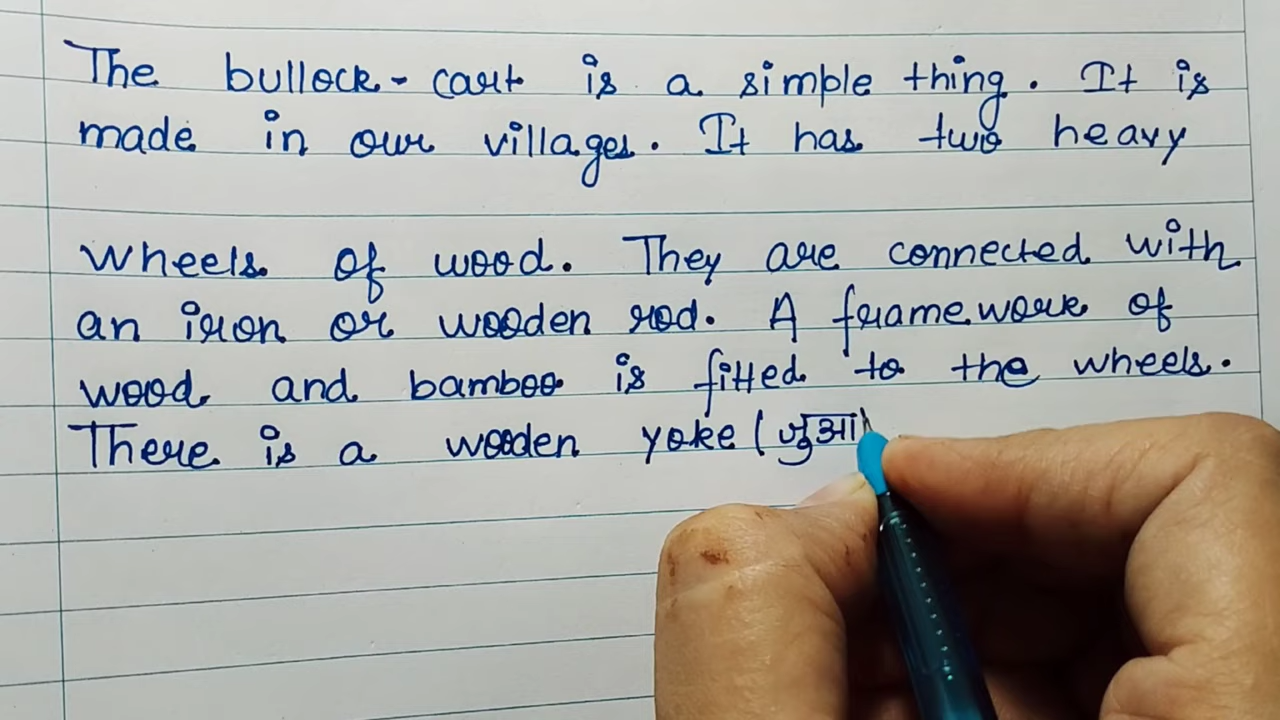 The bullock-cart is a simple thing. It is
made in our villages. It has two heavy
wheels of wood. They are connected with
an iron or wooden rod. A framework of
wood and bamboo is fitted to the wheels.
There is a wooden yoke (जुआ)